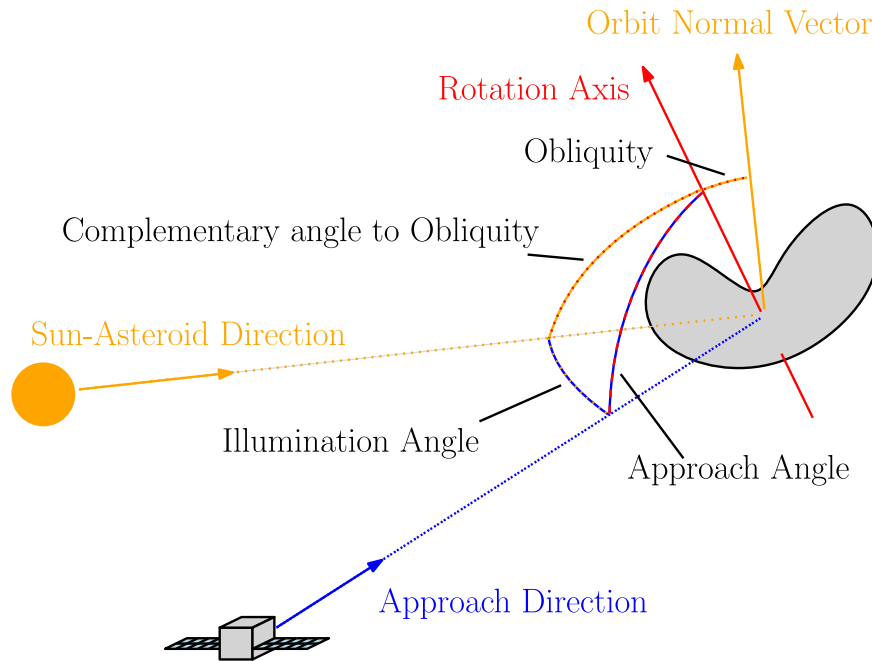 Orbit Normal Vector
Rotation Axis
Obliquity
Complementary angle to Obliquity
Sun-Asteroid Direction
Illumination Angle
Approach Angle
Approach Direction